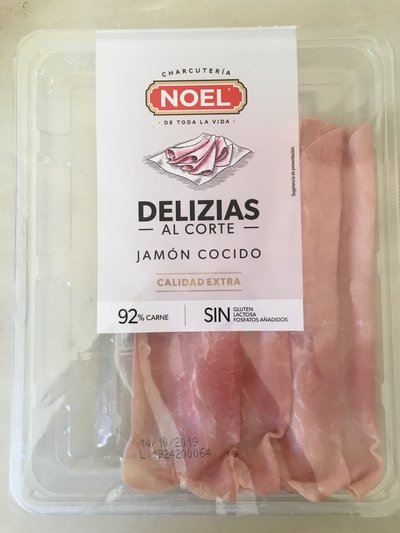 CHARCUTERÍA
NOEL
· DE TODA LA VIDA ·
DELIZIAS
AL CORTE
JAMÓN COCIDO
CALIDAD EXTRA
92% CARNE
SIN GLUTEN
LACTOSA
FOSFATOS AÑADIDOS
Sugerencia de presentación.
14/10/2019
L 1924200064